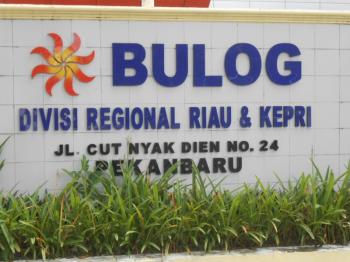 BULOG
DIVISI REGIONAL RIAU & KEPRI
JL. CUT NYAK DIEN NO. 24
PEKANBARU